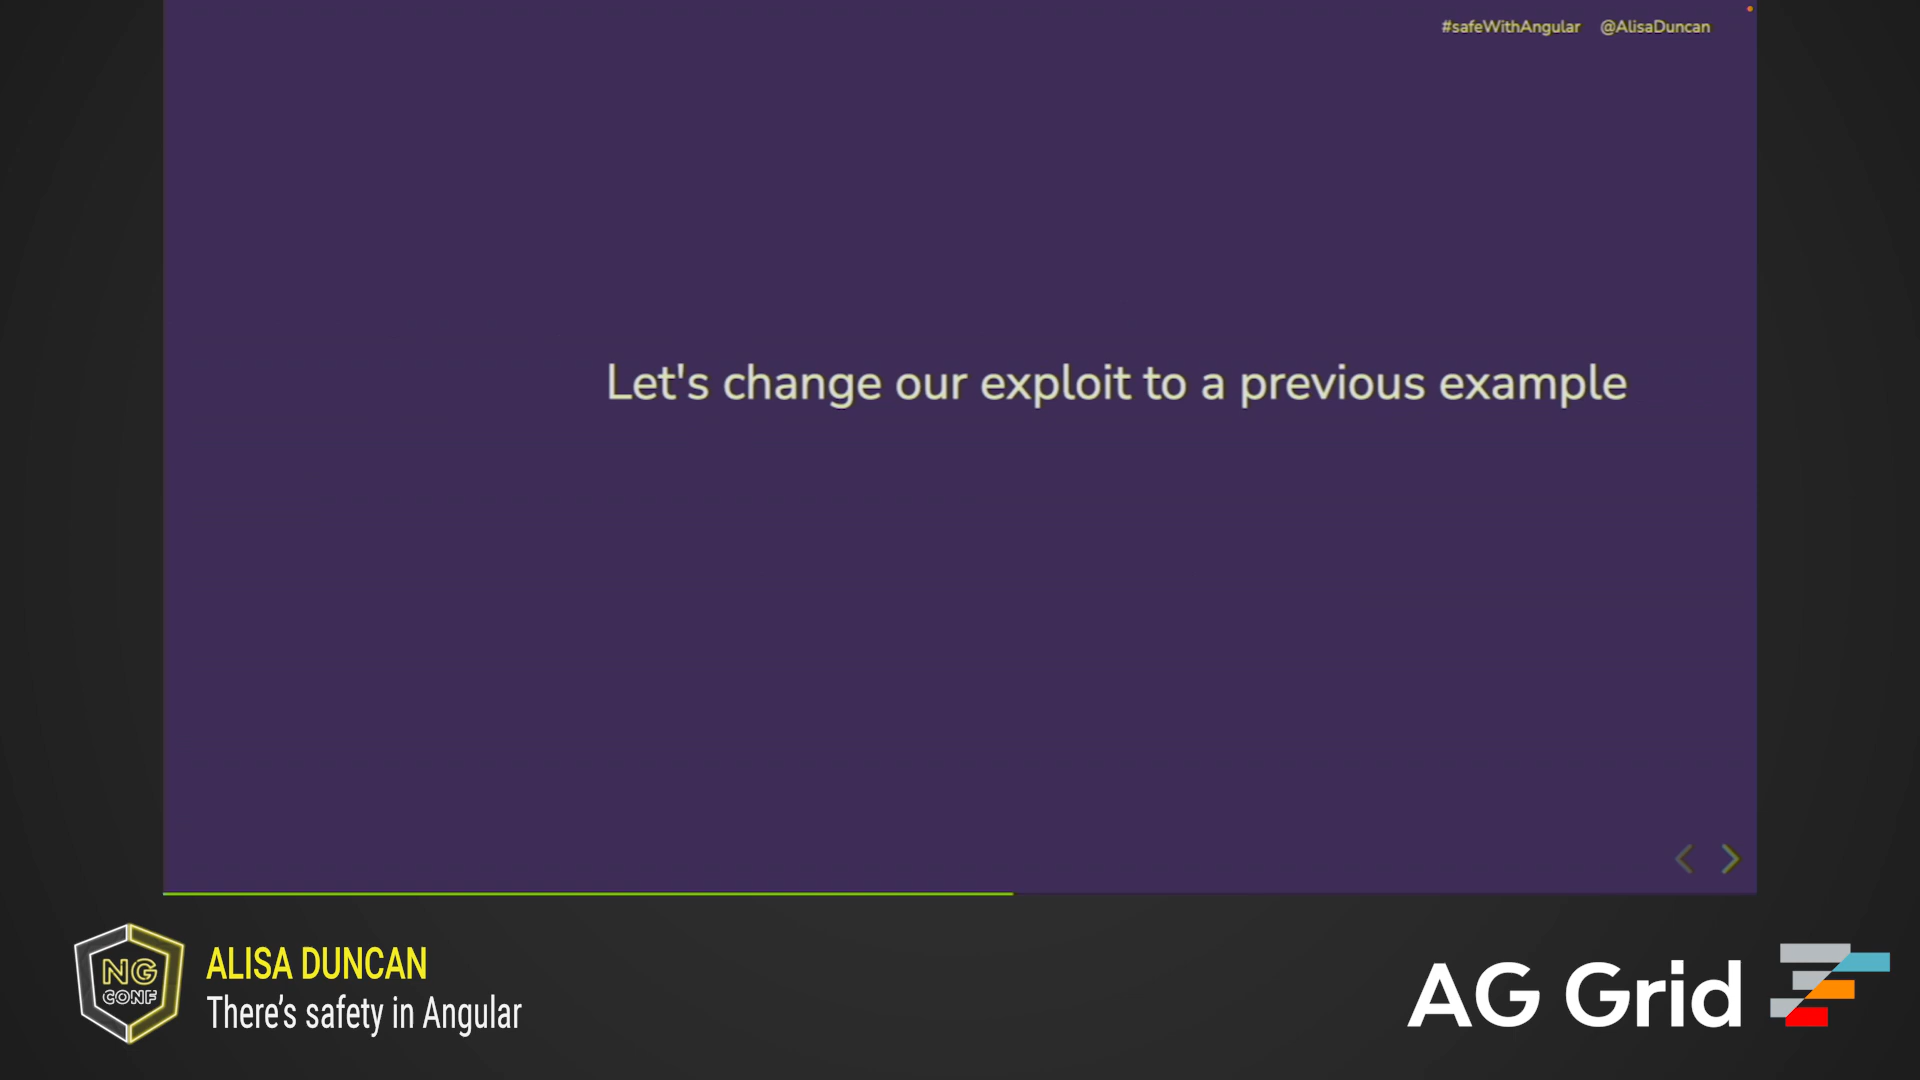 #safeWithAngular @AlisaDuncan
Let's change our exploit to a previous example
NG
CONF
ALISA DUNCAN
There’s safety in Angular
AG Grid